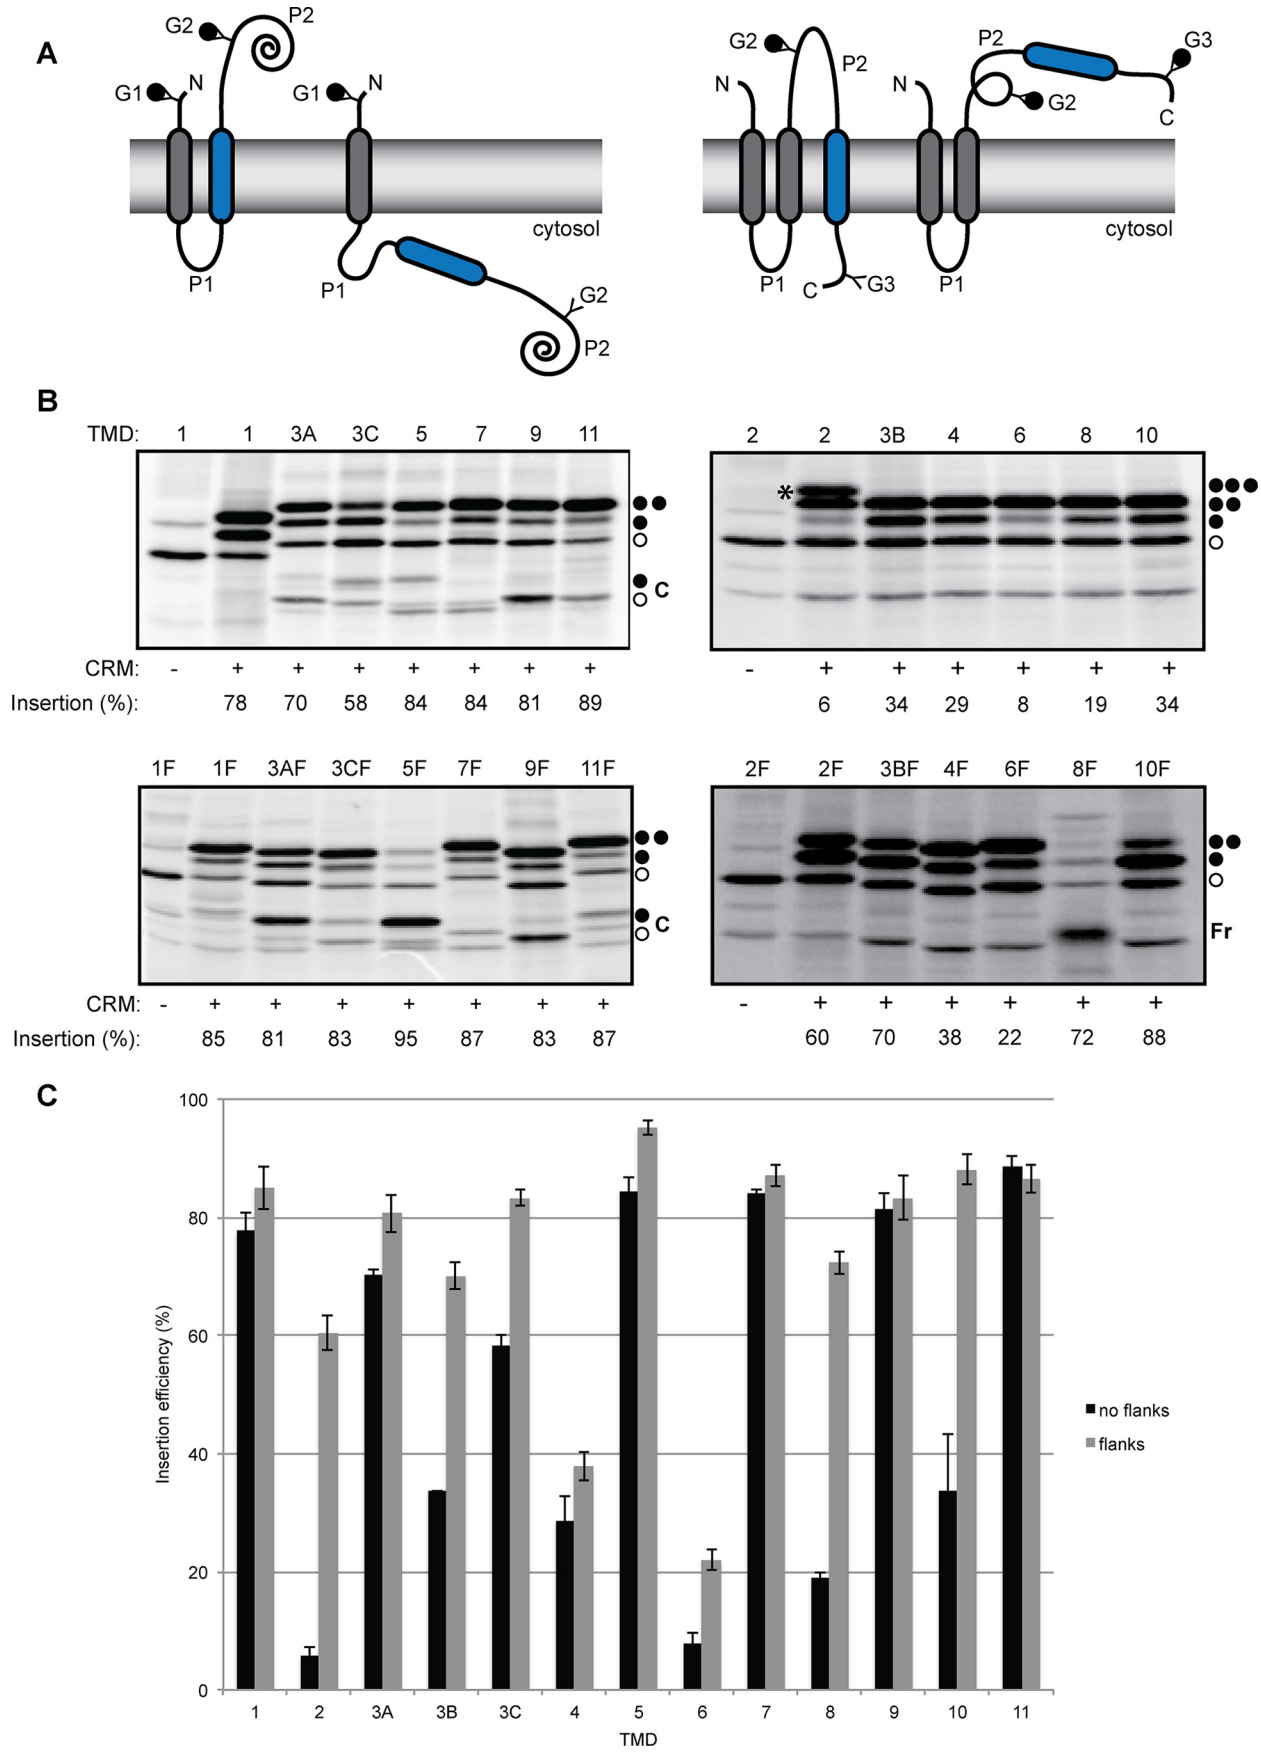 A
G2 P2
G1 N
G1 N
P1
P1
G2
P2
cytosol
G2
P2
N
P1
C G3
N
P2
G3
G2
C
P1
cytosol
B
TMD: 1 1 3A 3C 5 7 9 11
C
CRM: - + + + + + + +
Insertion (%): 78 70 58 84 84 81 89
2 2 3B 4 6 8 10
*
- + + + + + +
6 34 29 8 19 34
1F 1F 3AF 3CF 5F 7F 9F 11F
C
CRM: - + + + + + + +
Insertion (%): 85 81 83 95 87 83 87
2F 2F 3BF 4F 6F 8F 10F
Fr
- + + + + + +
60 70 38 22 72 88
C
100
80
60
40
20
0
Insertion efficiency (%)
1 2 3A 3B 3C 4 5 6 7 8 9 10 11
TMD
no flanks
flanks